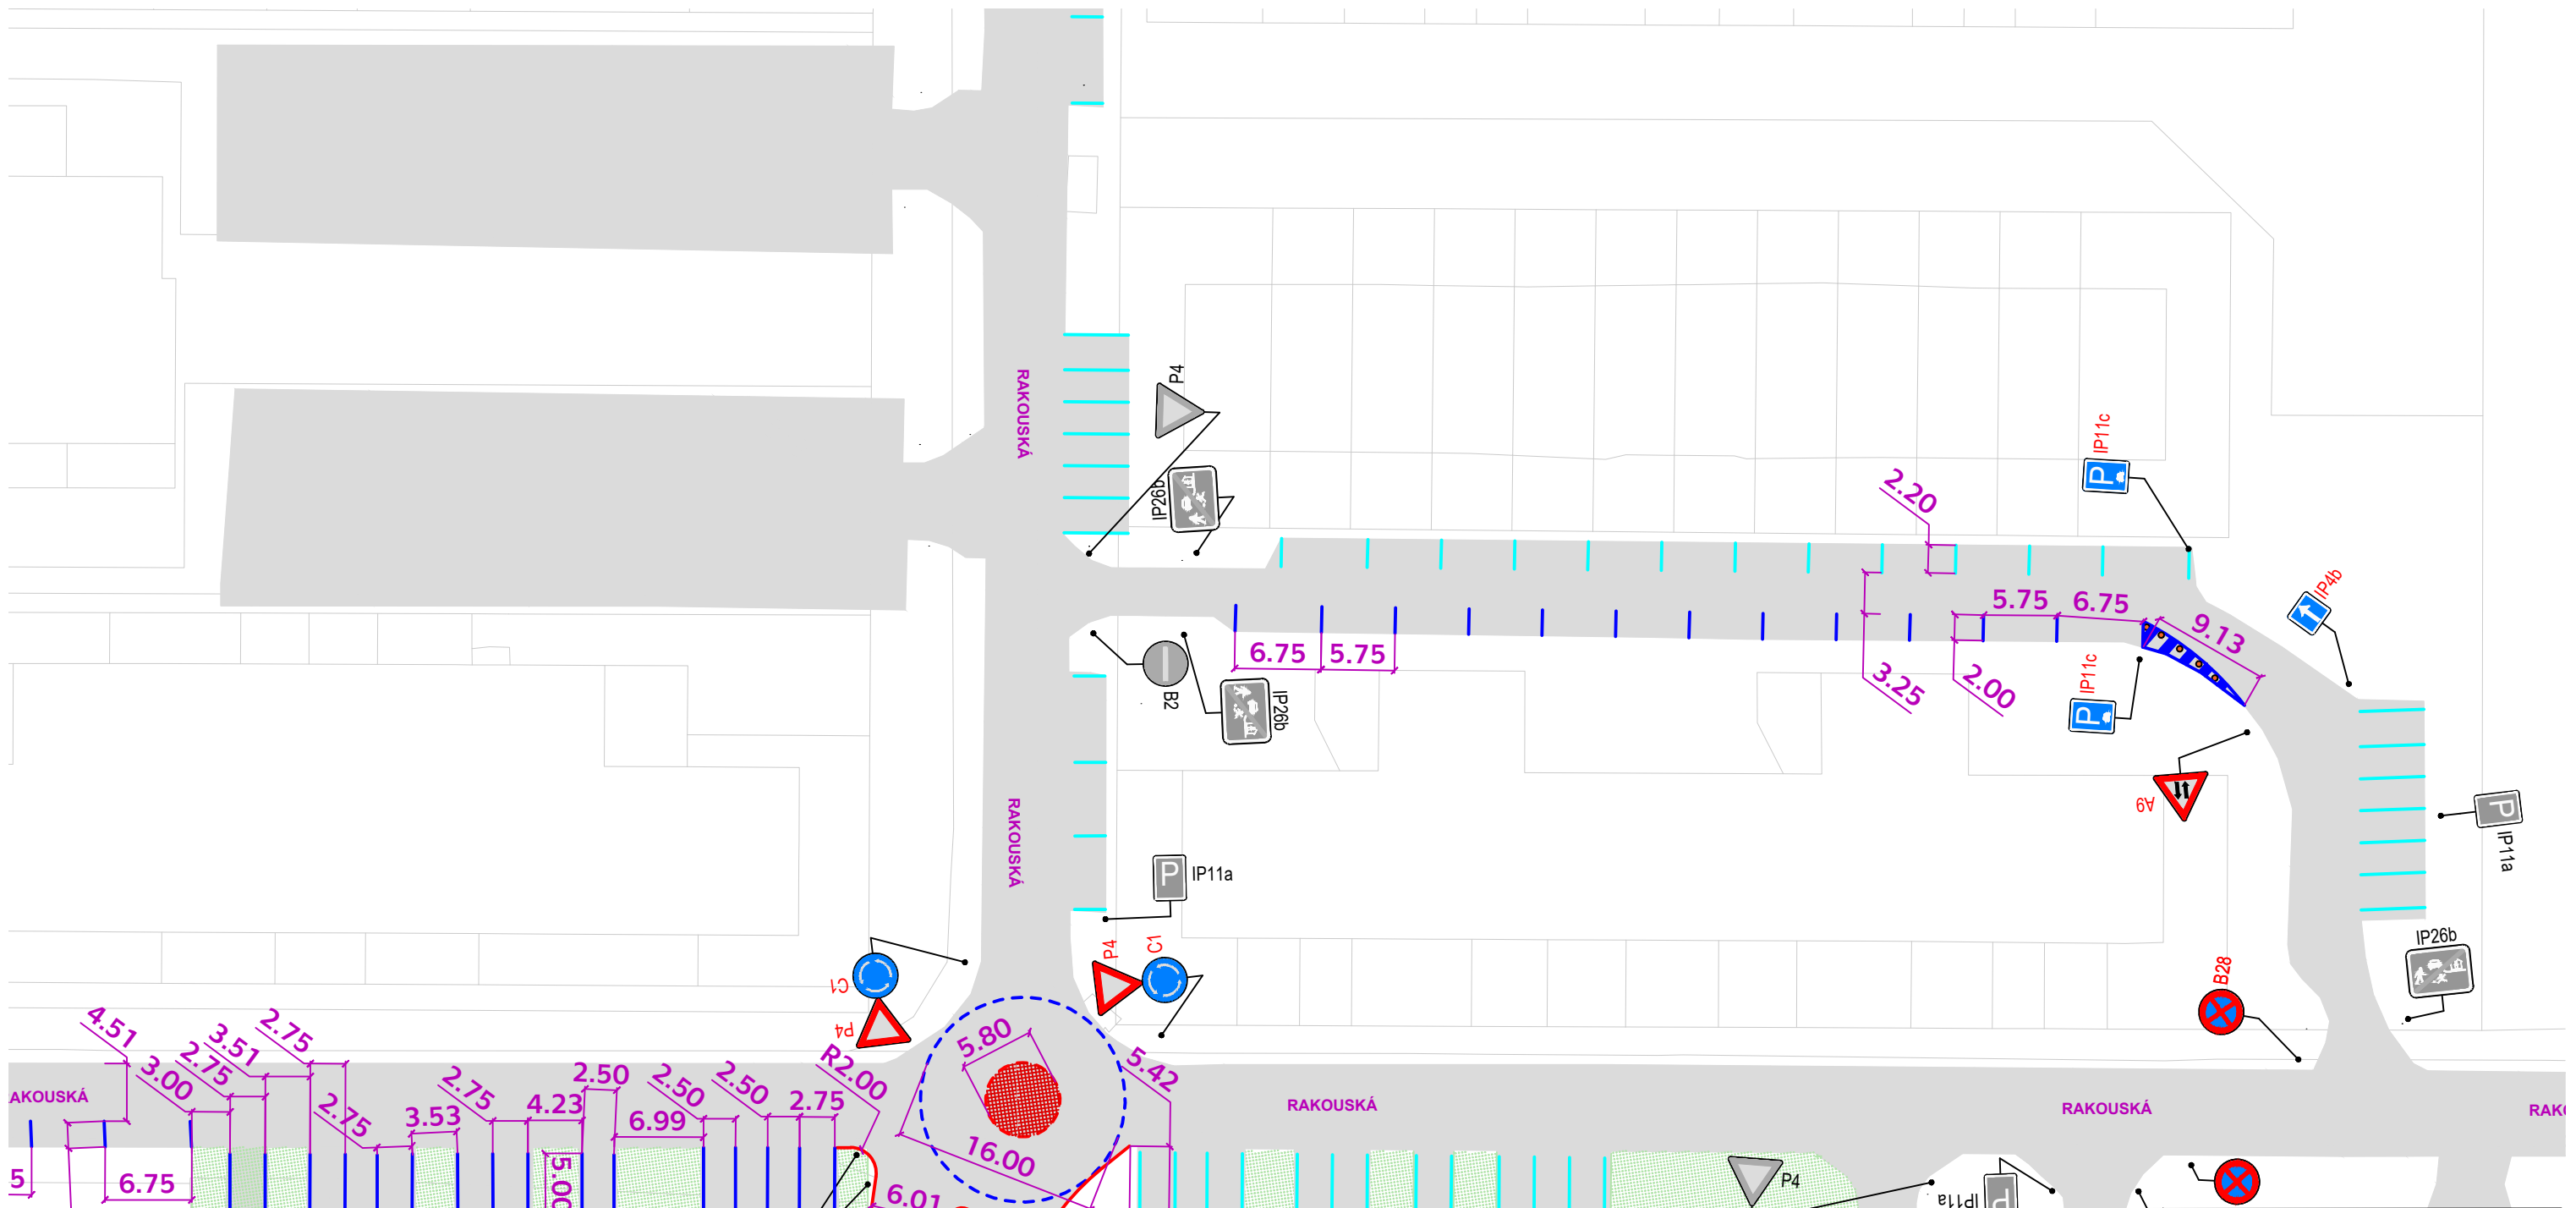 RAKOUSKÁ
P4
IP26b
IP11c
2.20
IP4b
5.75
6.75
9.13
6.75
5.75
3.25
2.00
IP11c
B2
IP26b
A9
IP11a
RAKOUSKÁ
IP11a
P4
C1
C1
P4
IP26b
B28
4.51
3.51
2.75
2.75
3.00
2.75
2.75
3.53
4.23
2.50
6.99
2.50
2.50
2.75
R2.00
5.80
5.42
16.00
6.01
5.00
AKOUSKÁ
5
6.75
RAKOUSKÁ
RAKOUSKÁ
RAK
P4
IP11a
P
P
P
P
P